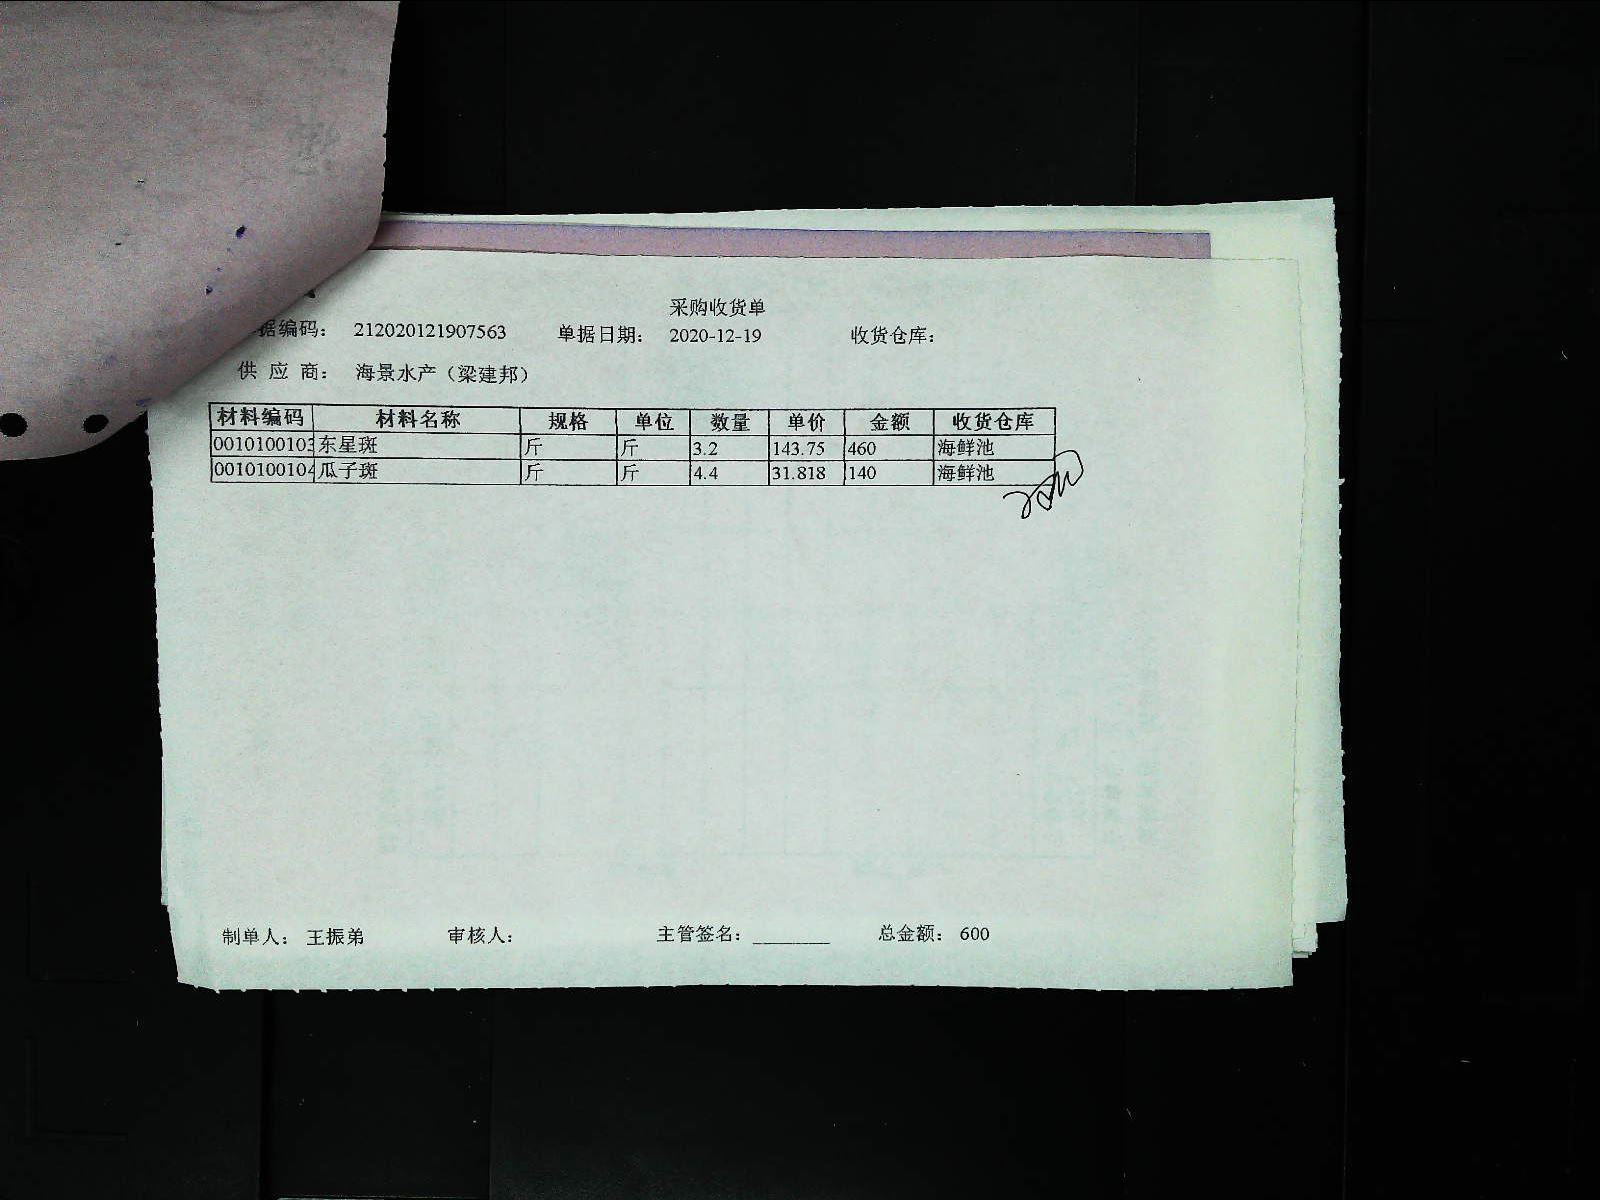 采购收货单
据编码： 212020121907563 单据日期： 2020-12-19 收货仓库：
供 应 商： 海景水产（梁建邦）
材料编码 材料名称 规格 单位 数量 单价 金额 收货仓库
0010100103 东星斑 斤 斤 3.2 143.75 460 海鲜池
0010100104 瓜子斑 斤 斤 4.4 31.818 140 海鲜池
制单人： 王振弟 审核人： 主管签名：________ 总金额： 600